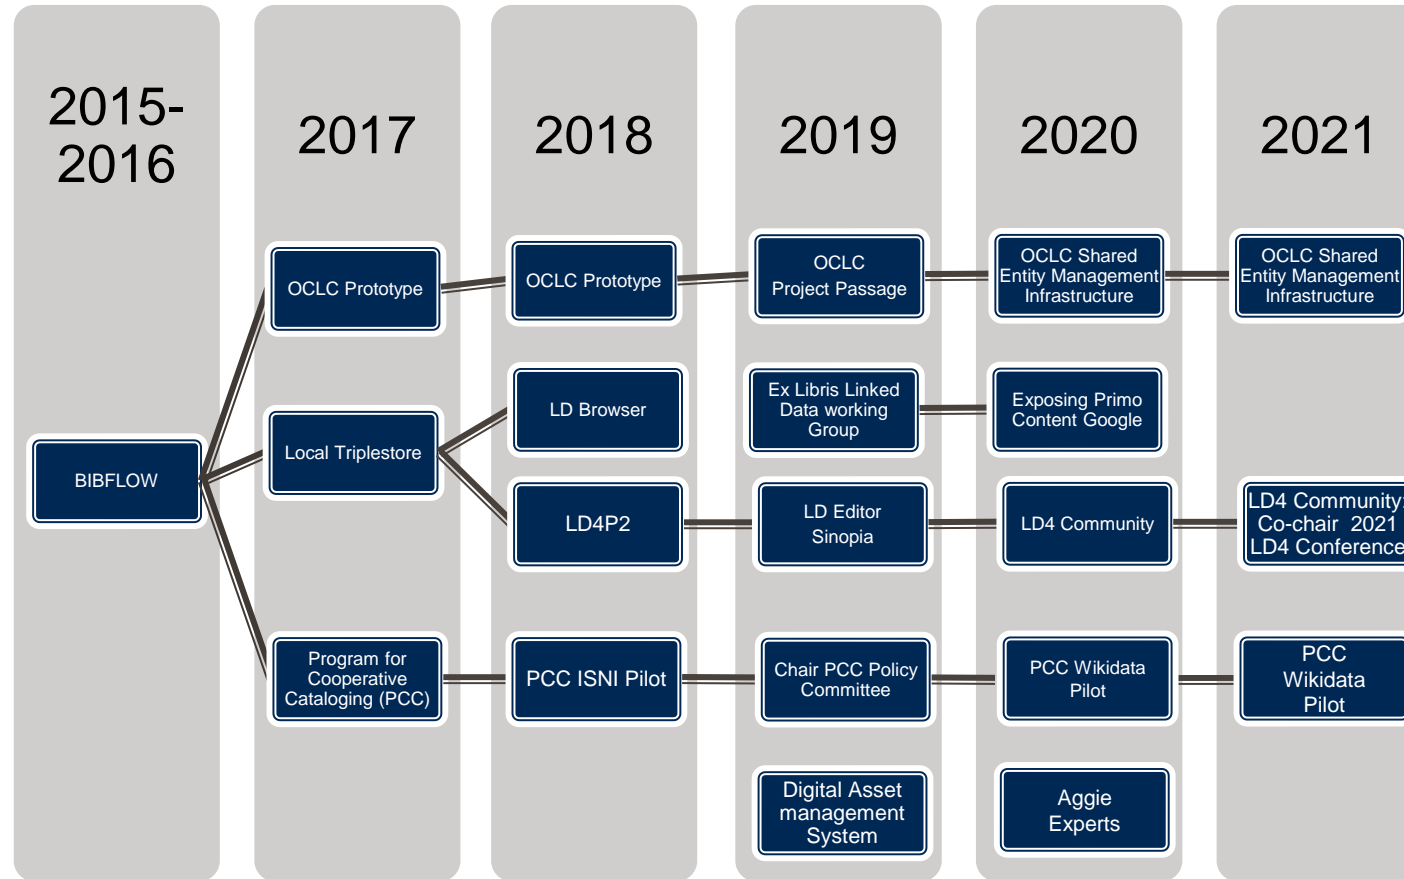 2015-
2016
2017
2018
2019
2020
2021
BIBFLOW
OCLC Prototype
Local Triplestore
Program for
Cooperative
Cataloging (PCC)
OCLC Prototype
LD Browser
LD4P2
PCC ISNI Pilot
OCLC
Project Passage
Ex Libris Linked
Data working
Group
LD Editor
Sinopia
Chair PCC Policy
Committee
Digital Asset
management
System
OCLC Shared
Entity Management
Infrastructure
Exposing Primo
Content Google
LD4 Community
PCC Wikidata
Pilot
Aggie
Experts
OCLC Shared
Entity Management
Infrastructure
LD4 Community:
Co-chair 2021
LD4 Conference
PCC
Wikidata
Pilot